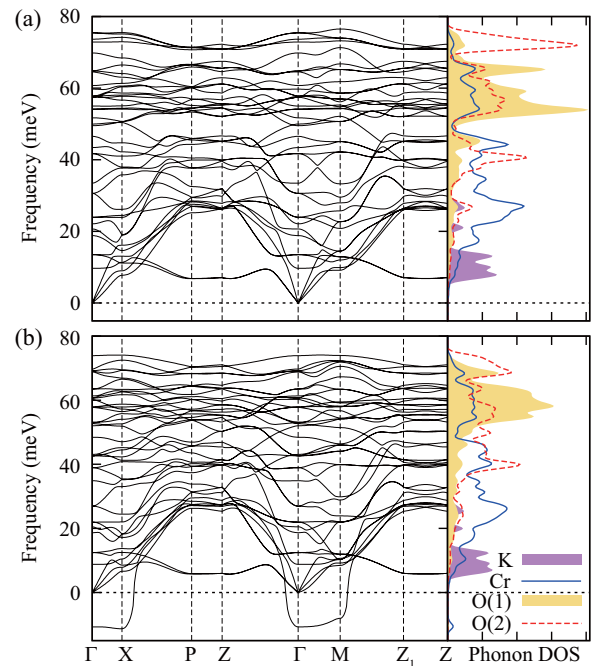 (a)
80
60
40
20
0
Frequency (meV)
(b)
80
60
40
20
0
Frequency (meV)
K
Cr
O(1)
O(2)
Γ X P Z Γ M Z₁ Z Phonon DOS